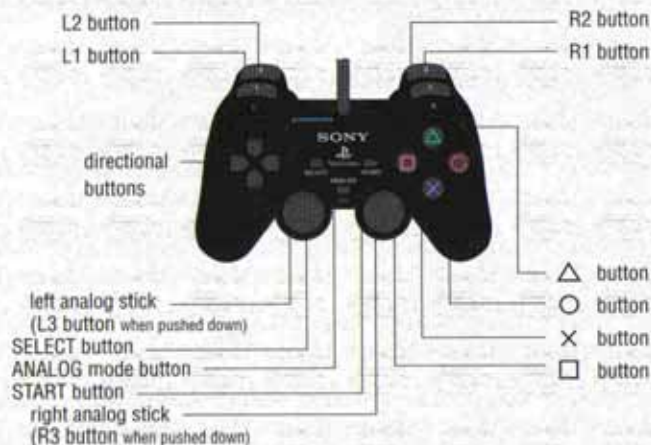 L2 button
L1 button
R2 button
R1 button
SONY
directional
buttons
left analog stick
(L3 button when pushed down)
SELECT button
ANALOG mode button
START button
right analog stick
(R3 button when pushed down)
△ button
○ button
✕ button
□ button